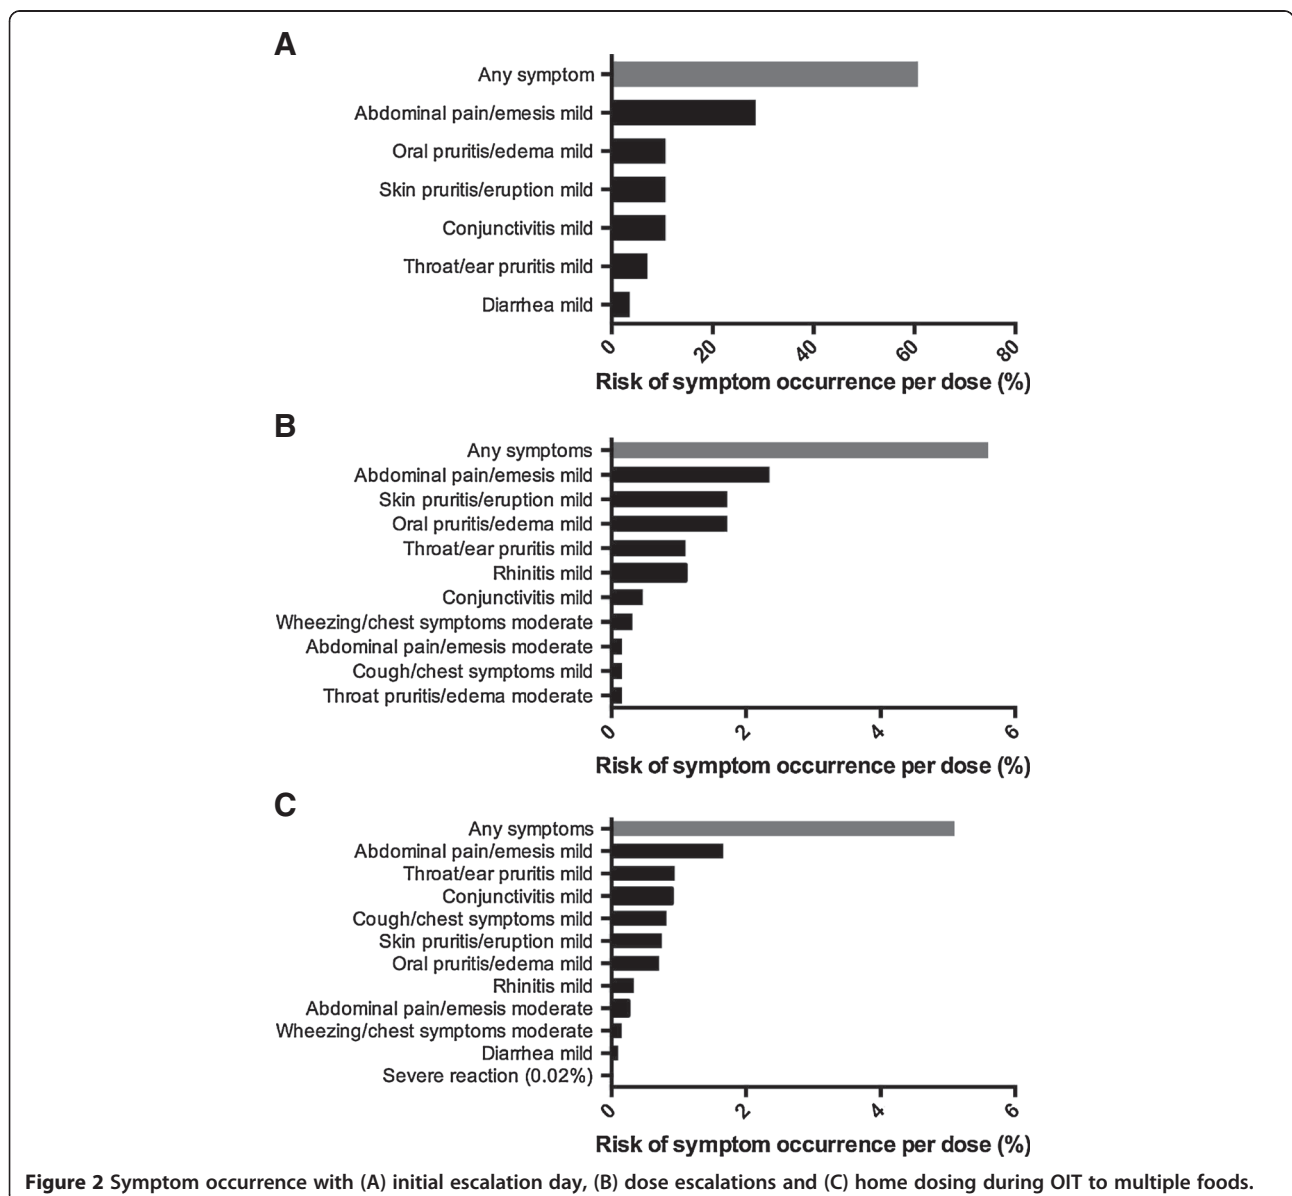 A
Any symptom
Abdominal pain/emesis mild
Oral pruritis/edema mild
Skin pruritis/eruption mild
Conjunctivitis mild
Throat/ear pruritis mild
Diarrhea mild
0 20 40 60 80
Risk of symptom occurrence per dose (%)
B
Any symptoms
Abdominal pain/emesis mild
Skin pruritis/eruption mild
Oral pruritis/edema mild
Throat/ear pruritis mild
Rhinitis mild
Conjunctivitis mild
Wheezing/chest symptoms moderate
Abdominal pain/emesis moderate
Cough/chest symptoms mild
Throat pruritis/edema moderate
0 2 4 6
Risk of symptom occurrence per dose (%)
C
Any symptoms
Abdominal pain/emesis mild
Throat/ear pruritis mild
Conjunctivitis mild
Cough/chest symptoms mild
Skin pruritis/eruption mild
Oral pruritis/edema mild
Rhinitis mild
Abdominal pain/emesis moderate
Wheezing/chest symptoms moderate
Diarrhea mild
Severe reaction (0.02%)
0 2 4 6
Risk of symptom occurrence per dose (%)
Figure 2 Symptom occurrence with (A) initial escalation day, (B) dose escalations and (C) home dosing during OIT to multiple foods.